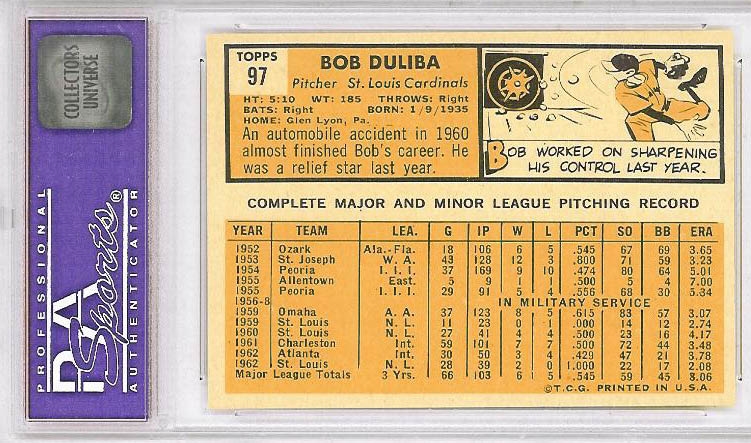 COLLECTORS
UNIVERSE
PROFESSIONAL
PSA
Sports®
AUTHENTICATOR
TOPPS
97
BOB DULIBA
Pitcher St. Louis Cardinals
HT: 5:10 WT: 185 THROWS: Right
BATS: Right BORN: 1/9/1935
HOME: Glen Lyon, Pa.
An automobile accident in 1960
almost finished Bob's career. He
was a relief star last year.
BOB WORKED ON SHARPENING
HIS CONTROL LAST YEAR.
COMPLETE MAJOR AND MINOR LEAGUE PITCHING RECORD
YEAR TEAM LEA. G IP W L PCT SO BB ERA
1952 Ozark Ala.-Fla. 18 106 6 5 .545 67 69 3.65
1953 St. Joseph W. A. 43 128 12 3 .800 71 59 3.23
1954 Peoria I. I. I. 37 169 9 10 .474 80 64 5.01
1955 Allentown East. 5 9 1 1 .500 5 4 7.00
1955 Peoria I. I. I. 29 91 5 4 .556 68 30 5.34
1956-8 IN MILITARY SERVICE
1959 Omaha A. A. 37 123 8 5 .615 83 57 3.07
1959 St. Louis N. L. 11 23 0 1 .000 14 12 2.74
1960 St. Louis N. L. 27 41 4 4 .500 23 16 4.17
1961 Charleston Int. 59 101 7 7 .500 72 44 3.48
1962 Atlanta Int. 30 50 3 4 .429 47 21 3.78
1962 St. Louis N. L. 28 39 2 0 1.000 22 17 2.08
Major League Totals 3 Yrs. 66 103 6 5 .545 59 45 3.06
©T.C.G. PRINTED IN U.S.A.